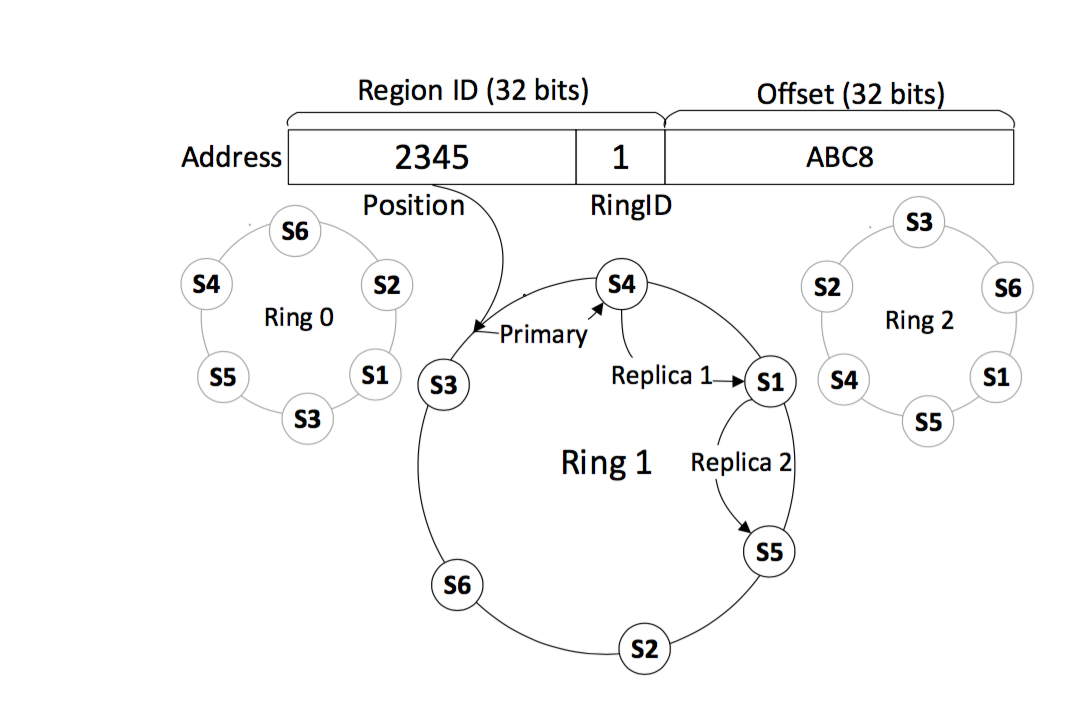 Region ID (32 bits)
Offset (32 bits)
Address
2345
1
ABC8
Position
RingID
S6
S4
S2
Ring 0
S5
S1
S3
S4
Primary
S3
Replica 1
S1
Ring 1
Replica 2
S5
S6
S2
S3
S2
S6
Ring 2
S4
S1
S5